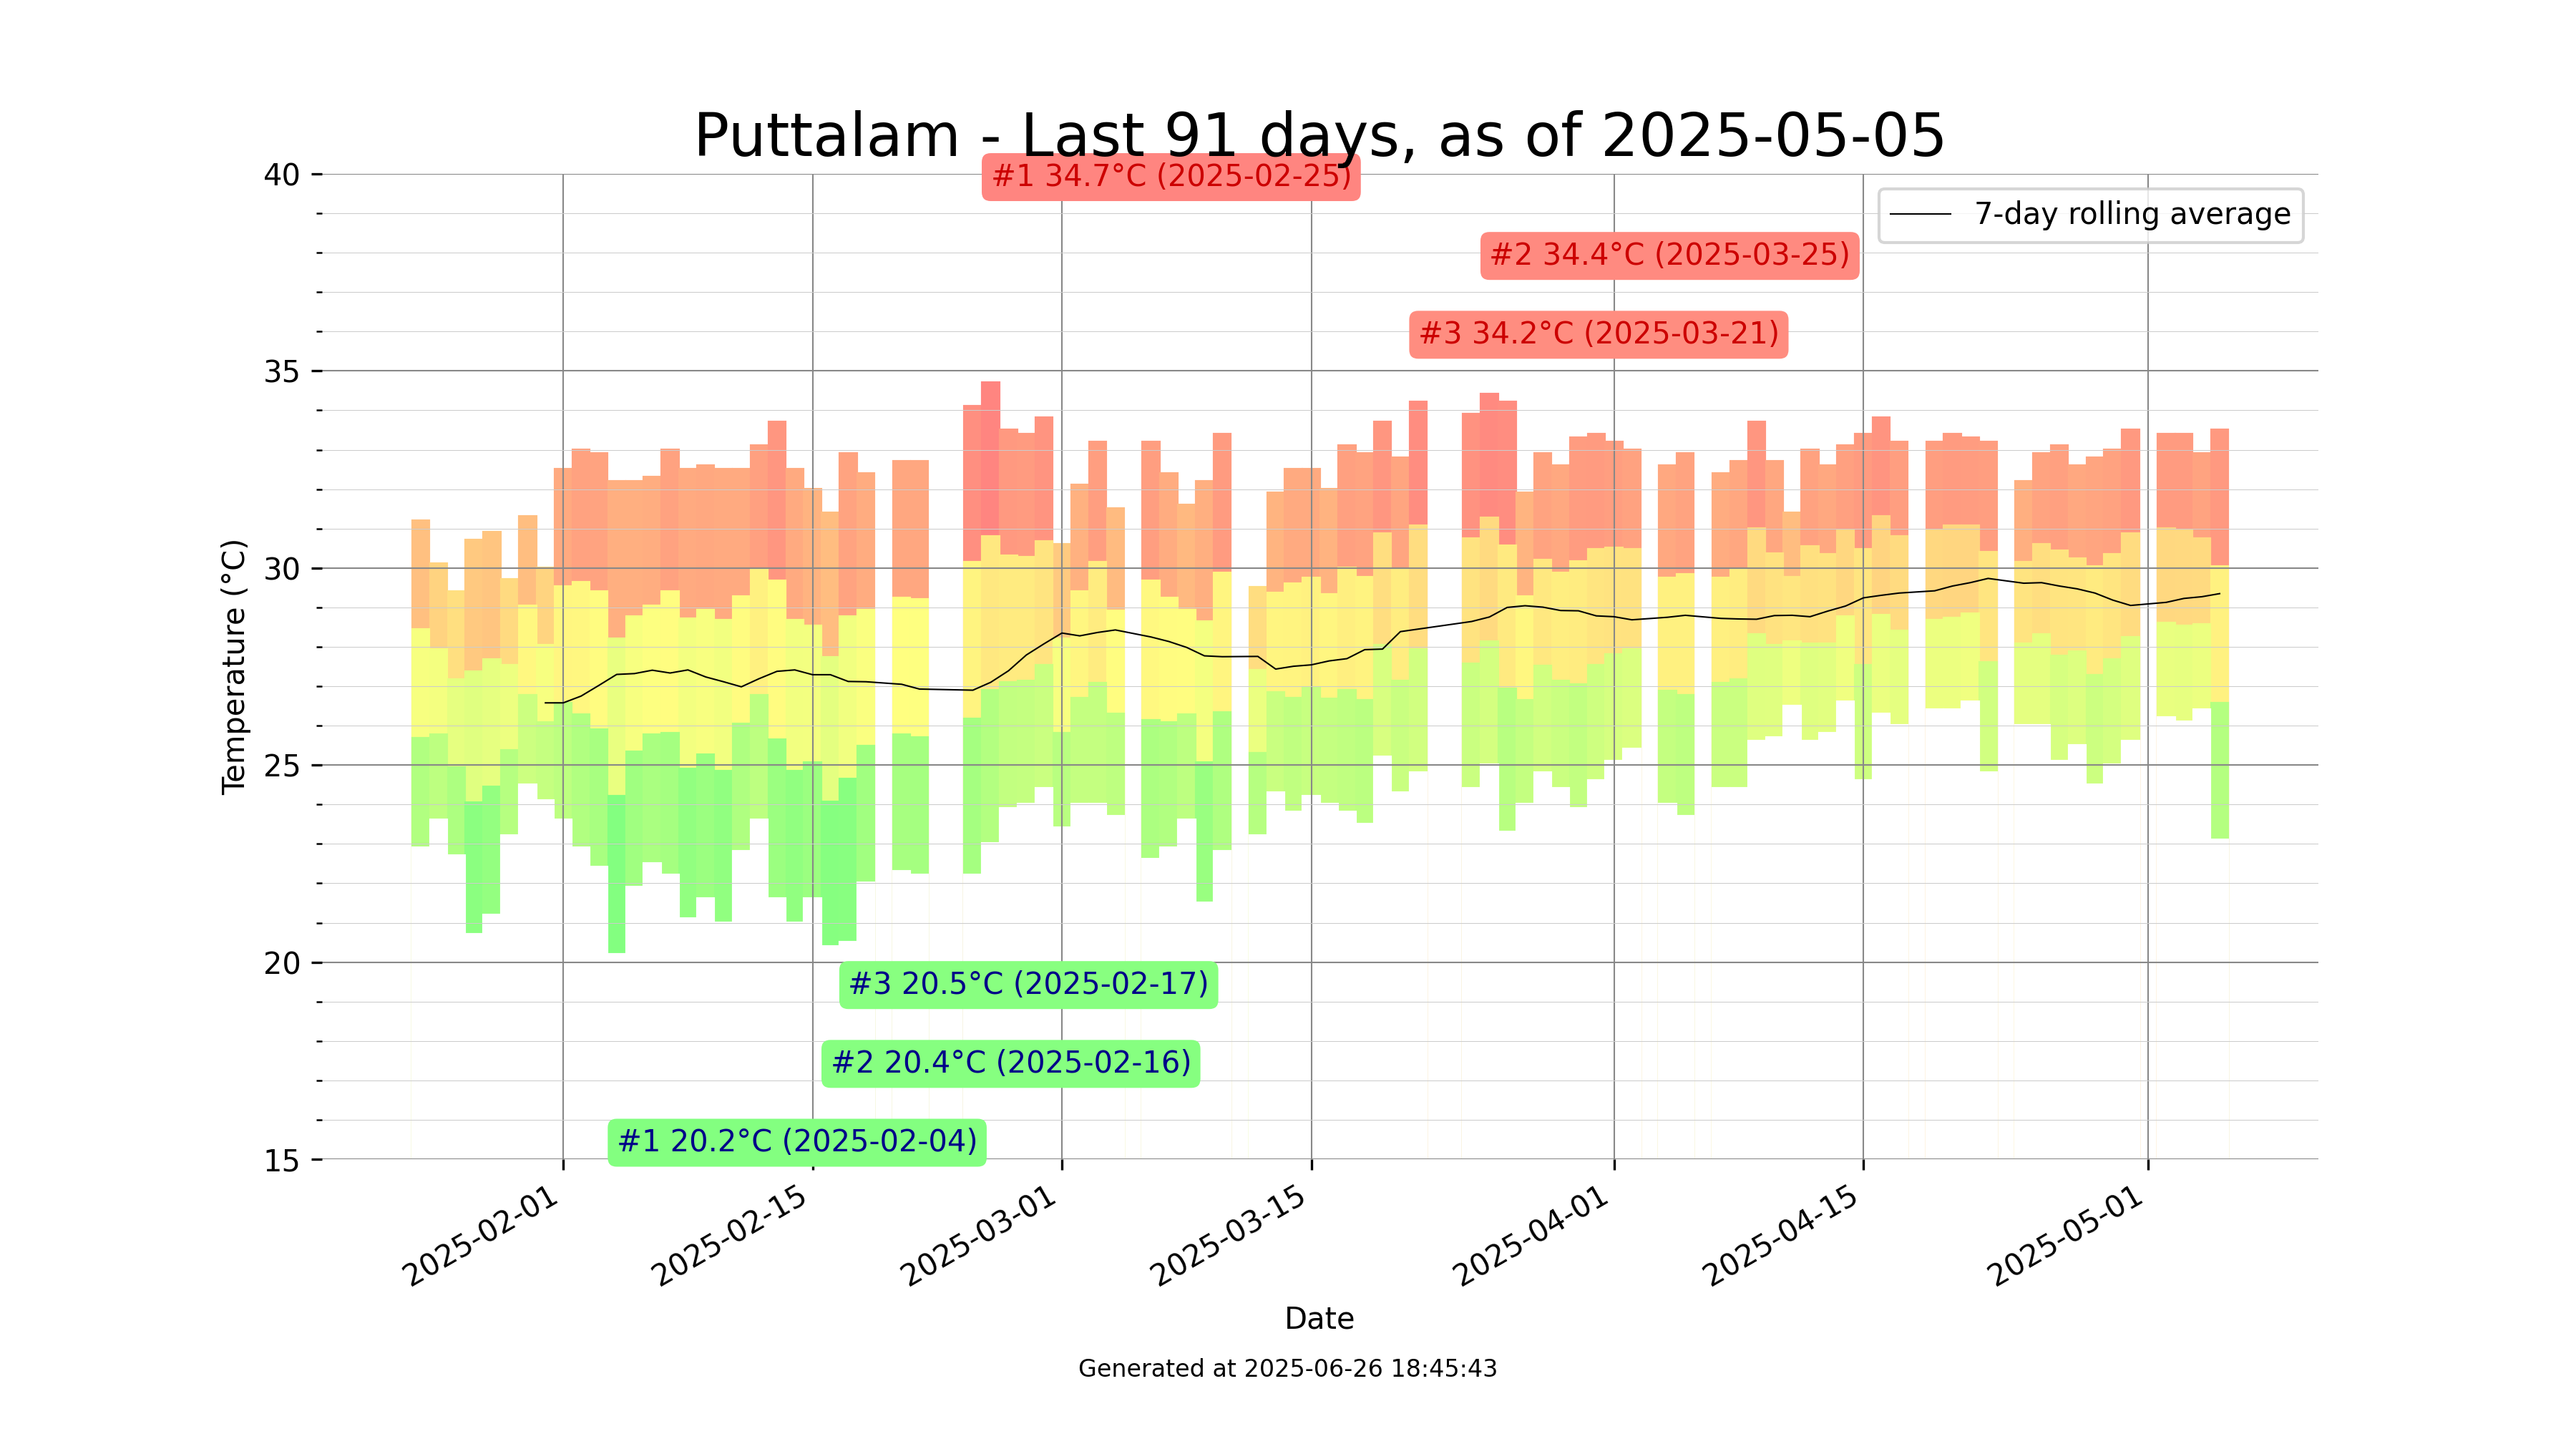 Puttalam - Last 91 days, as of 2025-05-05
#1 34.7°C (2025-02-25)
7-day rolling average
#2 34.4°C (2025-03-25)
#3 34.2°C (2025-03-21)
40
35
30
25
20
15
Temperature (°C)
#3 20.5°C (2025-02-17)
#2 20.4°C (2025-02-16)
#1 20.2°C (2025-02-04)
2025-02-01
2025-02-15
2025-03-01
2025-03-15
2025-04-01
2025-04-15
2025-05-01
Date
Generated at 2025-06-26 18:45:43